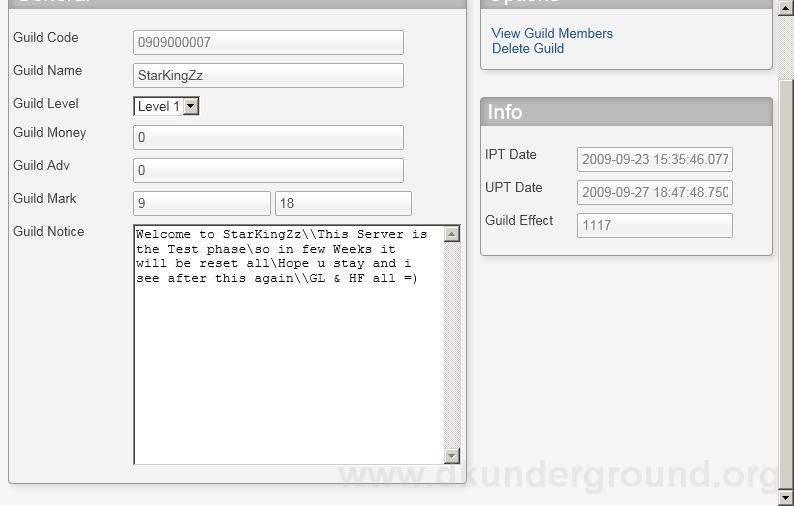 General
Options
Guild Code 0909000007
Guild Name StarKingZz
Guild Level Level 1
Guild Money 0
Guild Adv 0
Guild Mark 9 18
Guild Notice
Welcome to StarKingZz\\This Server is
the Test phase\so in few Weeks it
will be reset all\Hope u stay and i
see after this again\\GL & HF all =)
View Guild Members
Delete Guild
Info
IPT Date 2009-09-23 15:35:46.077
UPT Date 2009-09-27 18:47:48.750
Guild Effect 1117
www.dkunderground.org